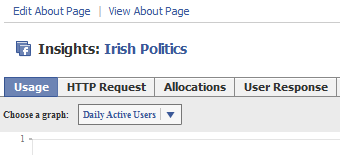 Edit About Page | View About Page
Insights: Irish Politics
Usage HTTP Request Allocations User Response
Choose a graph: Daily Active Users
1